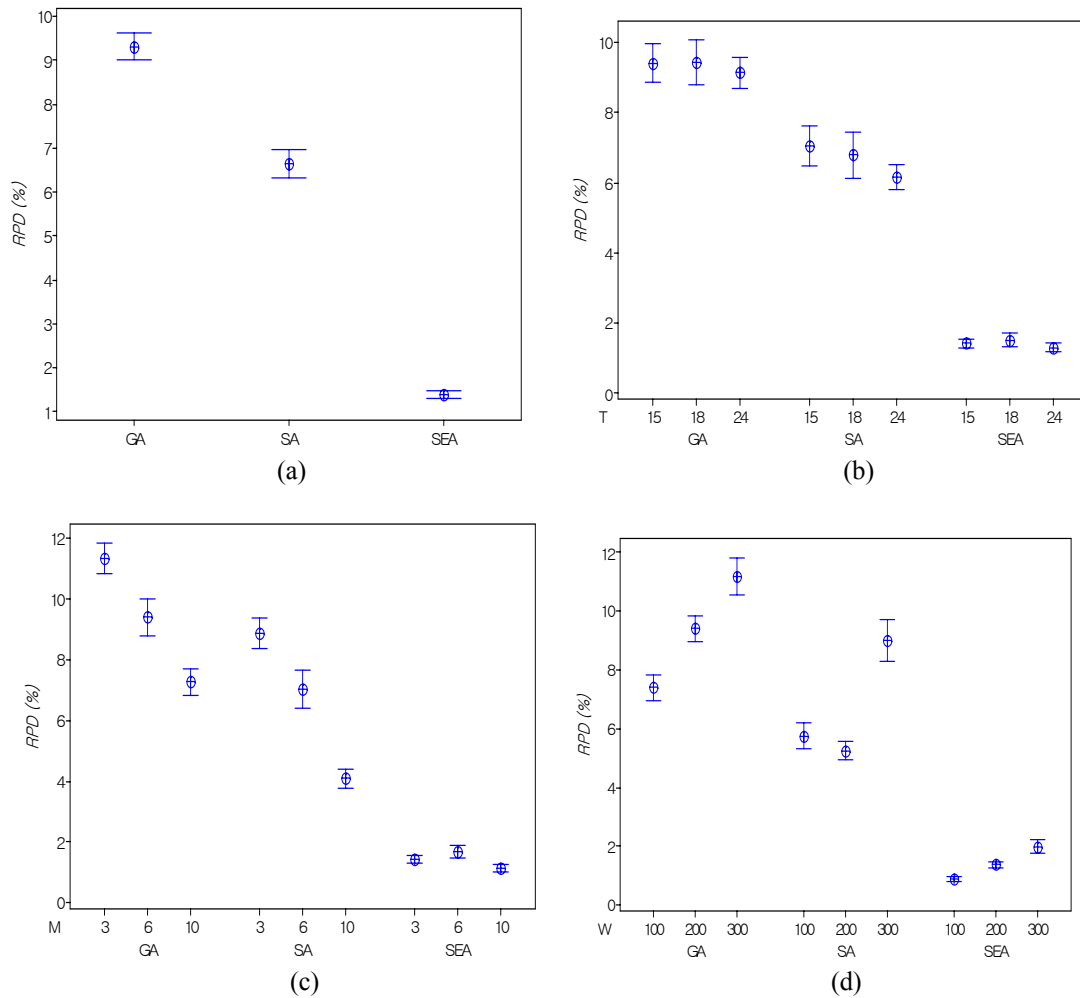 10
9
8
7
6
5
4
3
2
1
RPD (%)
GA SA SEA
(a)
10
8
6
4
2
0
RPD (%)
T 15 18 24 15 18 24 15 18 24
GA SA SEA
(b)
12
10
8
6
4
2
0
RPD (%)
M 3 6 10 3 6 10 3 6 10
GA SA SEA
(c)
12
10
8
6
4
2
0
RPD (%)
W 100 200 300 100 200 300 100 200 300
GA SA SEA
(d)